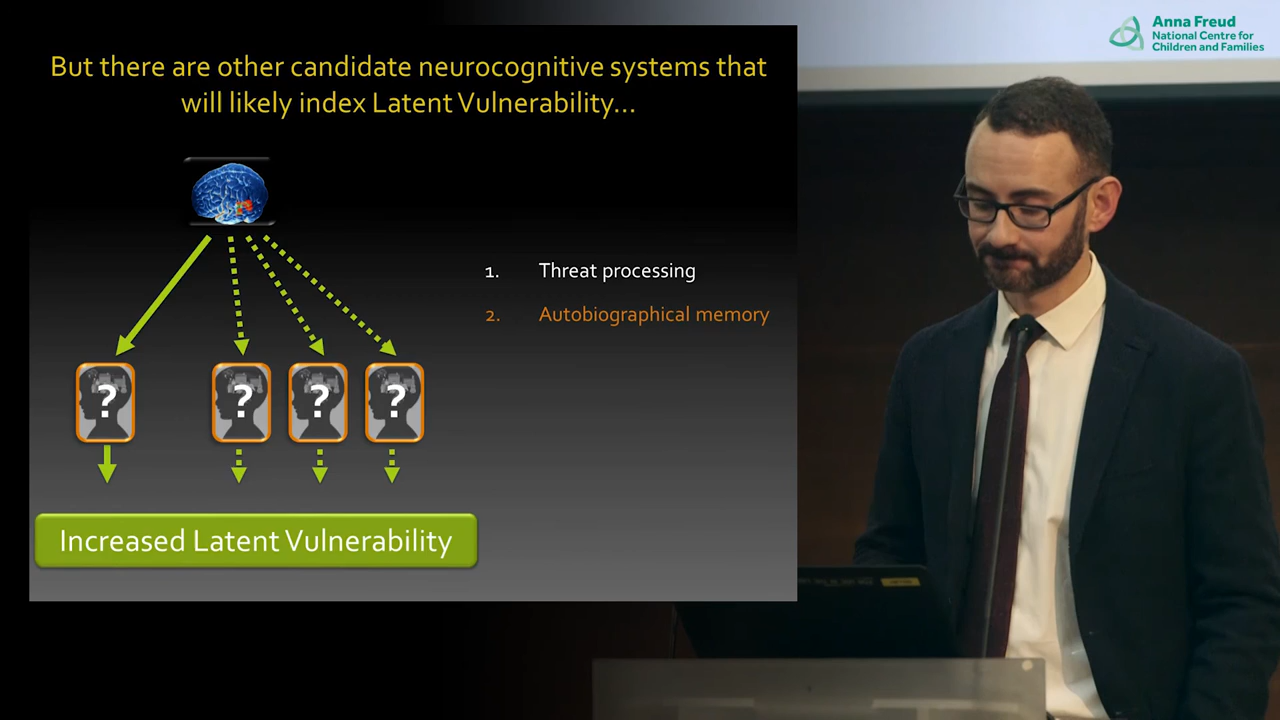 But there are other candidate neurocognitive systems that
will likely index Latent Vulnerability...
1. Threat processing
2. Autobiographical memory
? ? ? ?
Increased Latent Vulnerability
Anna Freud
National Centre for
Children and Families